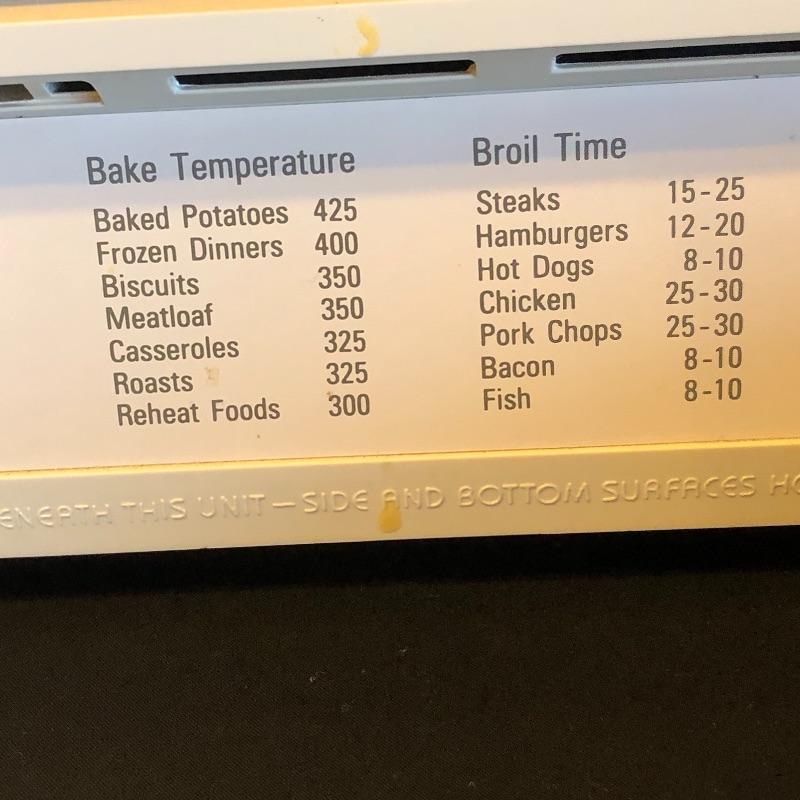 Bake Temperature
Baked Potatoes 425
Frozen Dinners 400
Biscuits 350
Meatloaf 350
Casseroles 325
Roasts 325
Reheat Foods 300
Broil Time
Steaks 15-25
Hamburgers 12-20
Hot Dogs 8-10
Chicken 25-30
Pork Chops 25-30
Bacon 8-10
Fish 8-10
THIS UNIT—SIDE AND BOTTOM SURFACES